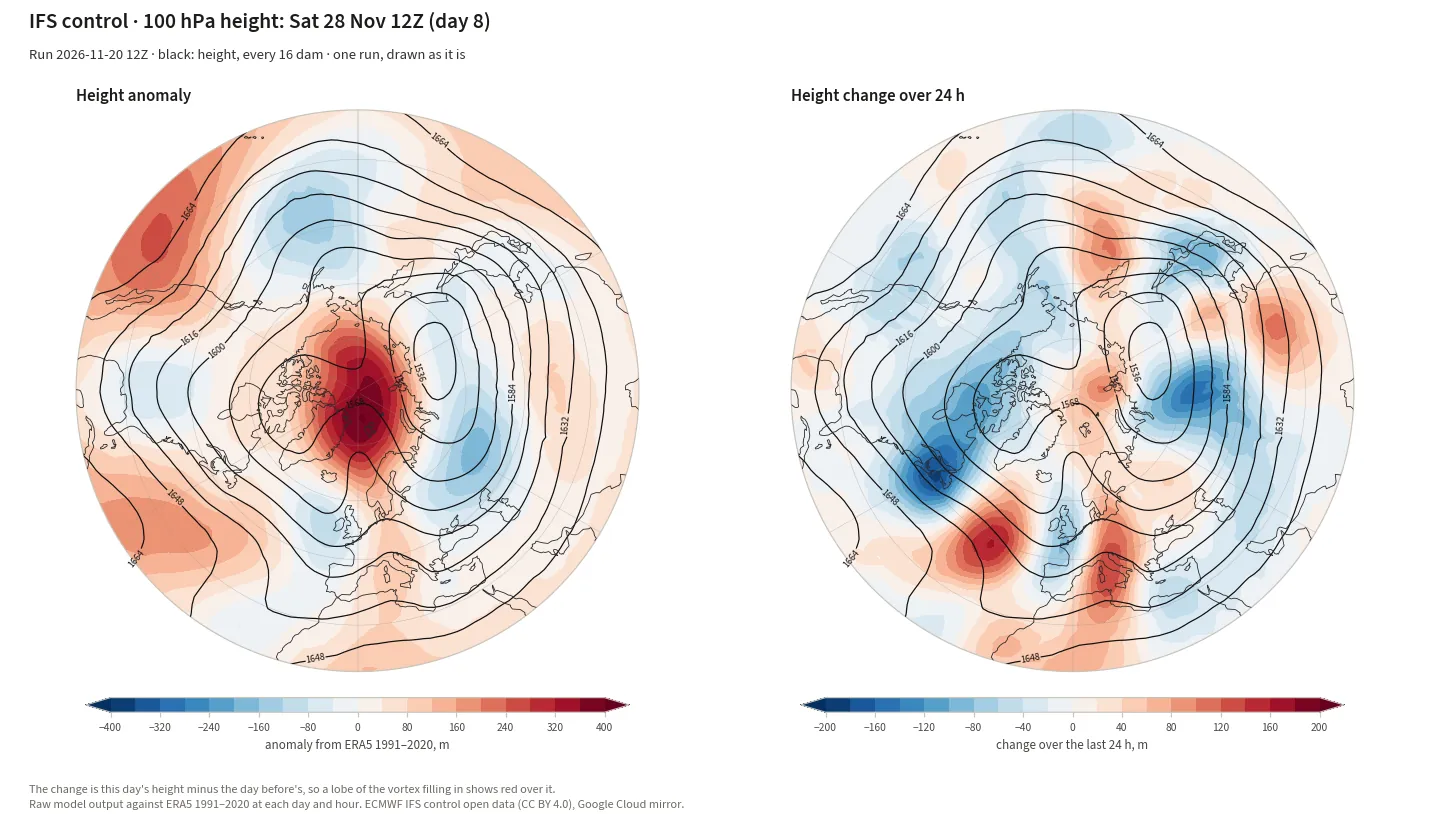 IFS control · 100 hPa height: Sat 28 Nov 12Z (day 8)
Run 2026-11-20 12Z · black: height, every 16 dam · one run, drawn as it is
Height anomaly
Height change over 24 h
1664
1664
1616
1600
1536
1584
1632
1648
1664
1648
1664
1664
1616
1600
1536
1568
1584
1632
1648
1664
1648
−400 −320 −240 −160 −80 0 80 160 240 320 400
anomaly from ERA5 1991–2020, m
−200 −160 −120 −80 −40 0 40 80 120 160 200
change over the last 24 h, m
The change is this day's height minus the day before's, so a lobe of the vortex filling in shows red over it.
Raw model output against ERA5 1991–2020 at each day and hour. ECMWF IFS control open data (CC BY 4.0), Google Cloud mirror.